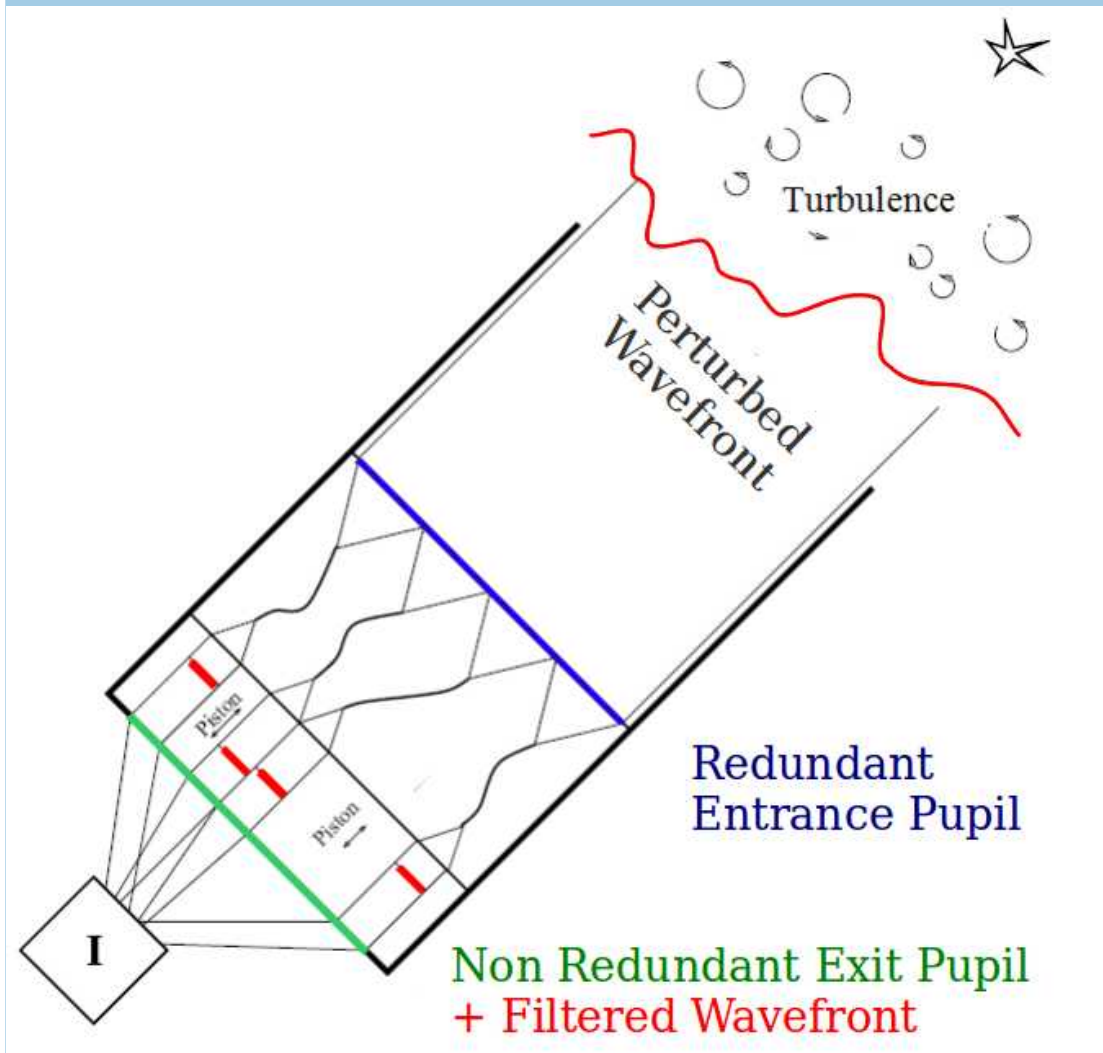 Turbulence
Perturbed
Wavefront
Piston
Piston
Redundant
Entrance Pupil
I
Non Redundant Exit Pupil
+ Filtered Wavefront